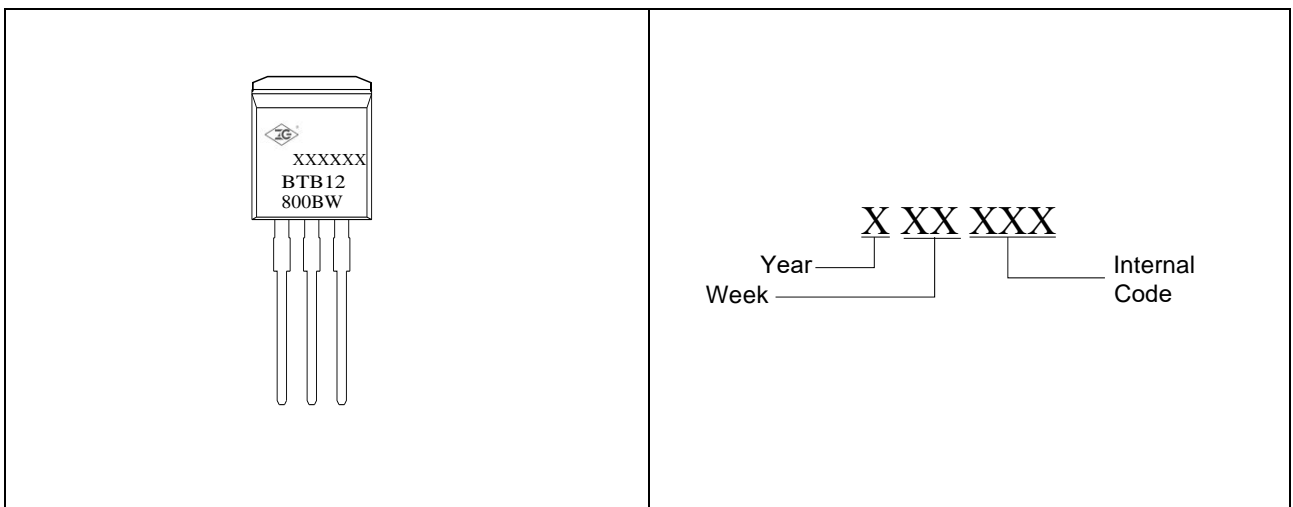 XXXXXX
BTB12
800BW
X XX XXX
Year
Week
Internal
Code